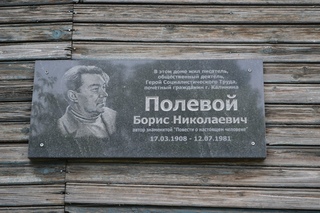 В этом доме жил писатель,
общественный деятель,
Герой Социалистического Труда,
почётный гражданин г. Калинина
Полевой
Борис Николаевич
автор знаменитой "Повести о настоящем человеке"
17.03.1908 - 12.07.1981